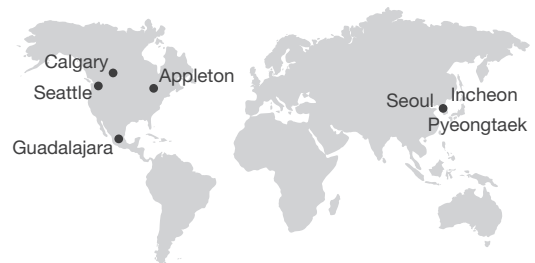 Calgary
Appleton
Seattle
Seoul
Incheon
Pyeongtaek
Guadalajara